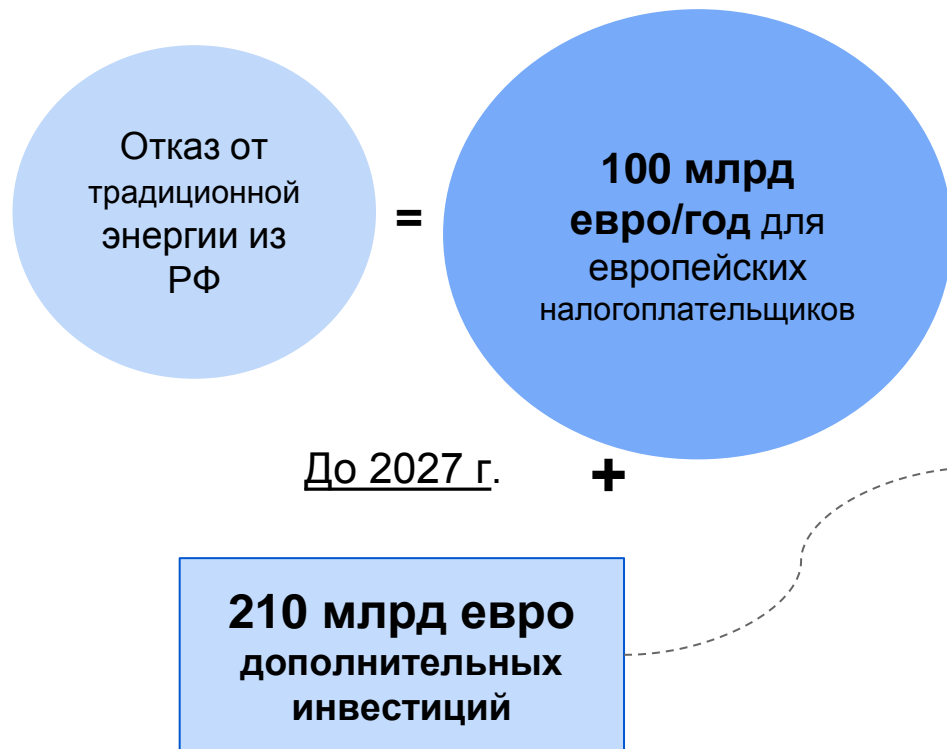 Отказ от
традиционной
энергии из
РФ
=
100 млрд
евро/год для
европейских
налогоплательщиков
До 2027 г.
+
210 млрд евро
дополнительных
инвестиций